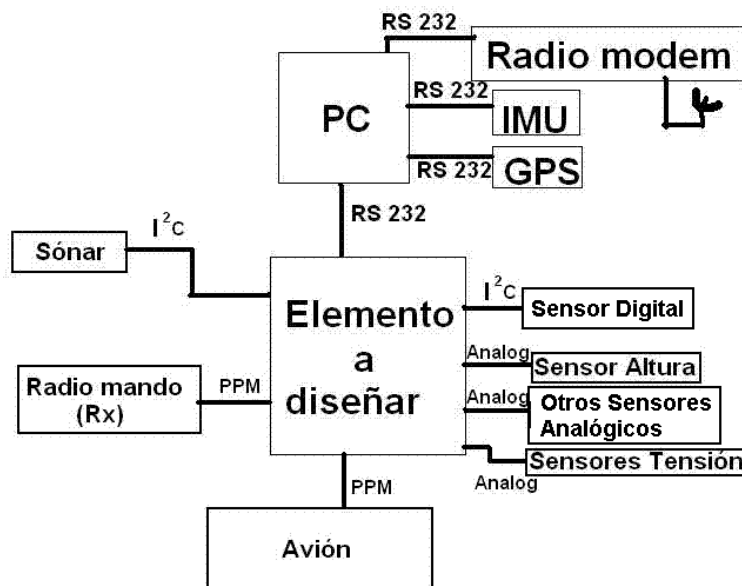 RS 232
Radio modem
PC
RS 232
IMU
RS 232
GPS
RS 232
I²C
Sónar
Elemento
a
diseñar
I²C
Sensor Digital
Analog
Sensor Altura
Radio mando
(Rx)
PPM
Analog
Otros Sensores
Analógicos
Sensores Tensión
Analog
PPM
Avión